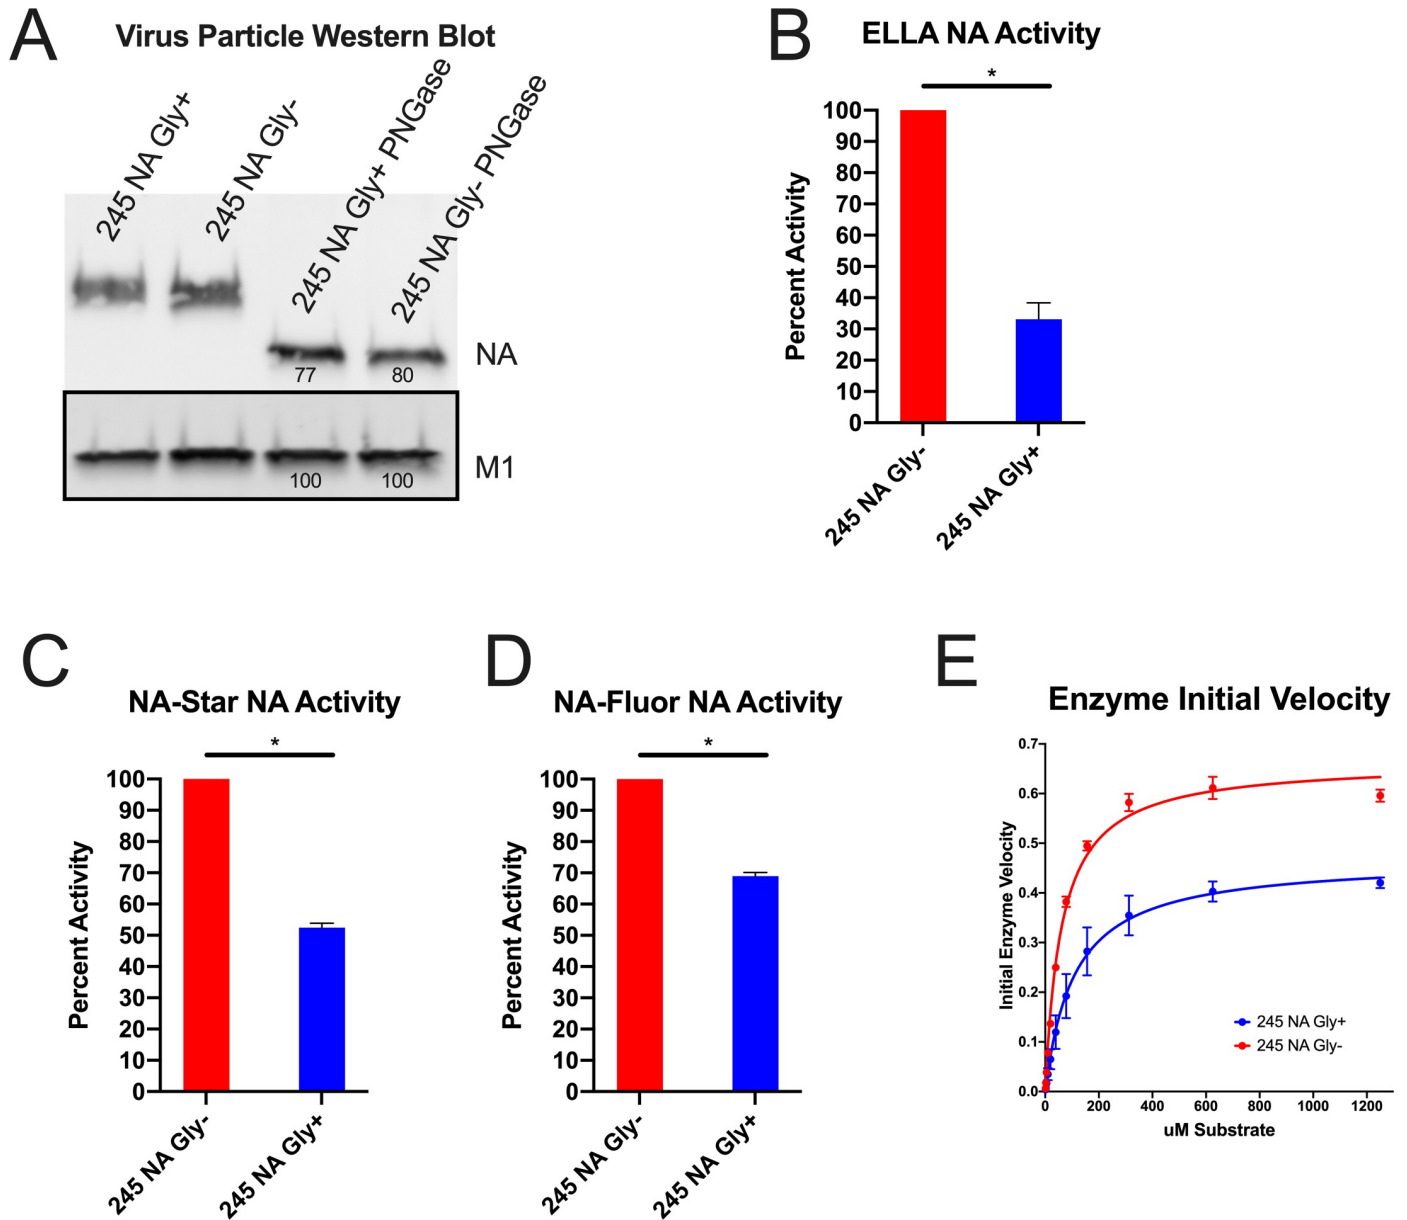 A
Virus Particle Western Blot
245 NA Gly+
245 NA Gly-
245 NA Gly+ PNGase
245 NA Gly- PNGase
NA
77
80
M1
100
100
B
ELLA NA Activity
*
Percent Activity
100
90
80
70
60
50
40
30
20
10
0
245 NA Gly-
245 NA Gly+
C
NA-Star NA Activity
*
Percent Activity
100
90
80
70
60
50
40
30
20
10
0
245 NA Gly-
245 NA Gly+
D
NA-Fluor NA Activity
*
Percent Activity
100
90
80
70
60
50
40
30
20
10
0
245 NA Gly-
245 NA Gly+
E
Enzyme Initial Velocity
Initial Enzyme Velocity
0.7
0.6
0.5
0.4
0.3
0.2
0.1
0.0
245 NA Gly+
245 NA Gly-
0
200
400
600
800
1000
1200
uM Substrate